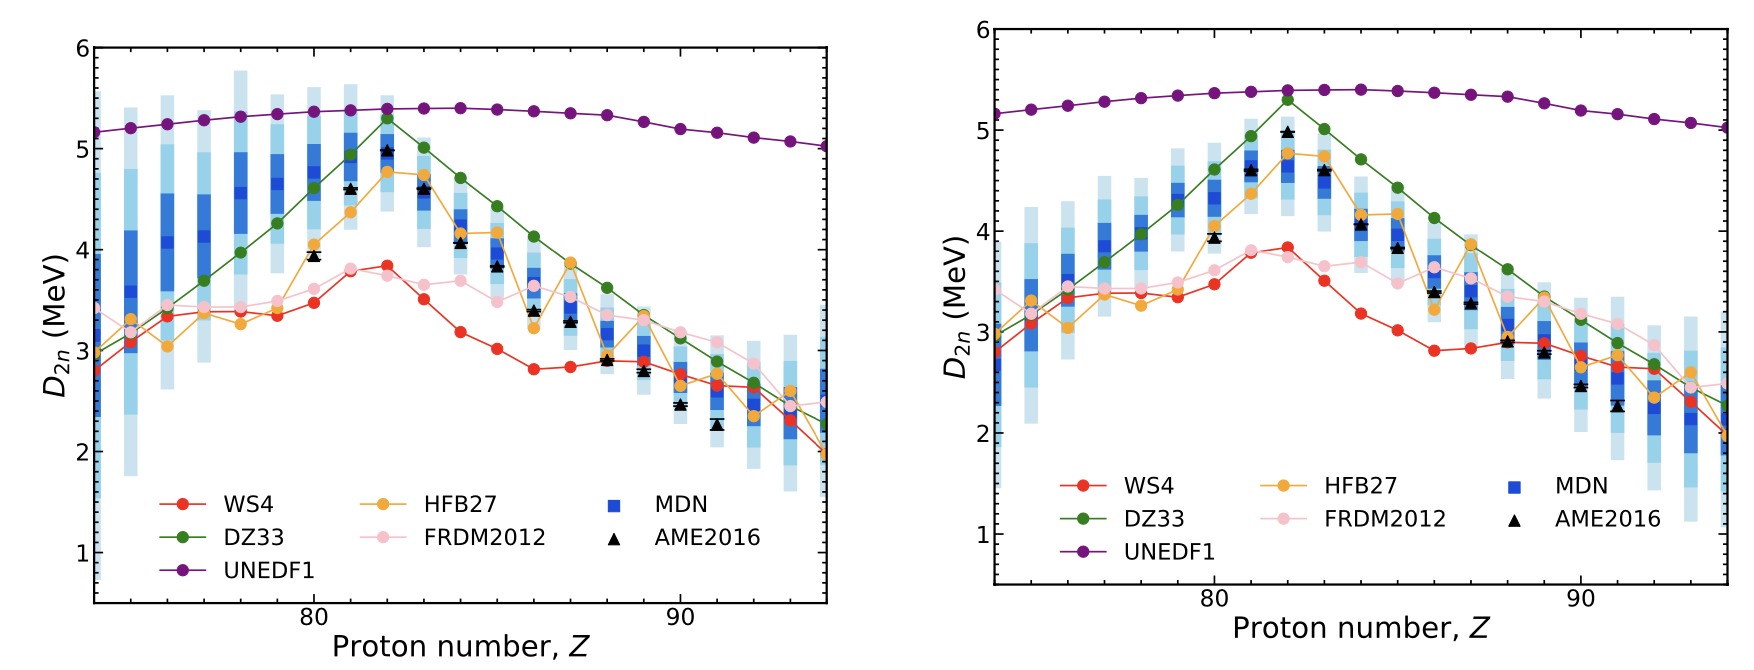 6
5
4
3
2
1
D2n (MeV)
WS4 HFB27 MDN
DZ33 FRDM2012 AME2016
UNEDF1
80 90
Proton number, Z
6
5
4
3
2
1
D2n (MeV)
WS4 HFB27 MDN
DZ33 FRDM2012 AME2016
UNEDF1
80 90
Proton number, Z